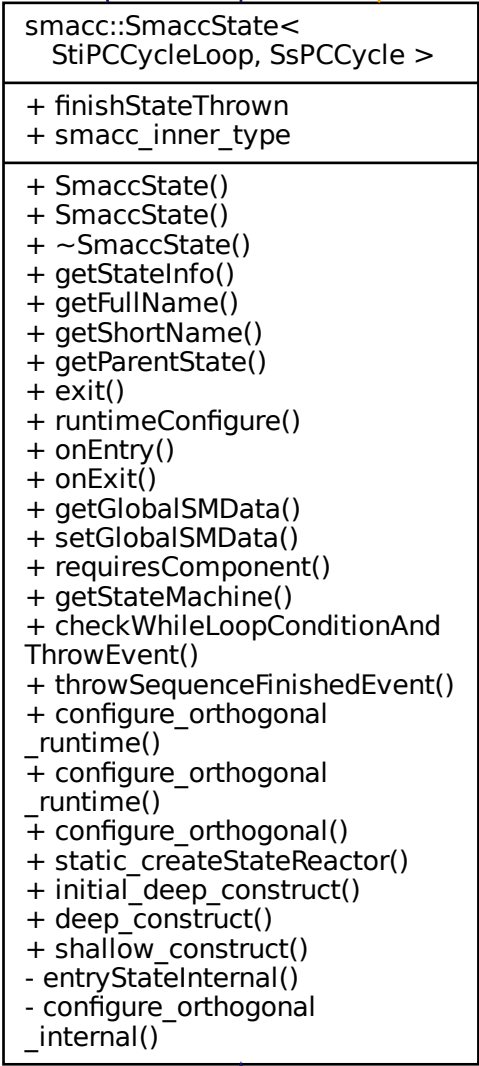 smacc::SmaccState<
StiPCCycleLoop, SsPCCycle >
+ finishStateThrown
+ smacc_inner_type
+ SmaccState()
+ SmaccState()
+ ~SmaccState()
+ getStateInfo()
+ getFullName()
+ getShortName()
+ getParentState()
+ exit()
+ runtimeConfigure()
+ onEntry()
+ onExit()
+ getGlobalSMData()
+ setGlobalSMData()
+ requiresComponent()
+ getStateMachine()
+ checkWhileLoopConditionAnd
ThrowEvent()
+ throwSequenceFinishedEvent()
+ configure_orthogonal
_runtime()
+ configure_orthogonal
_runtime()
+ configure_orthogonal()
+ static_createStateReactor()
+ initial_deep_construct()
+ deep_construct()
+ shallow_construct()
- entryStateInternal()
- configure_orthogonal
_internal()